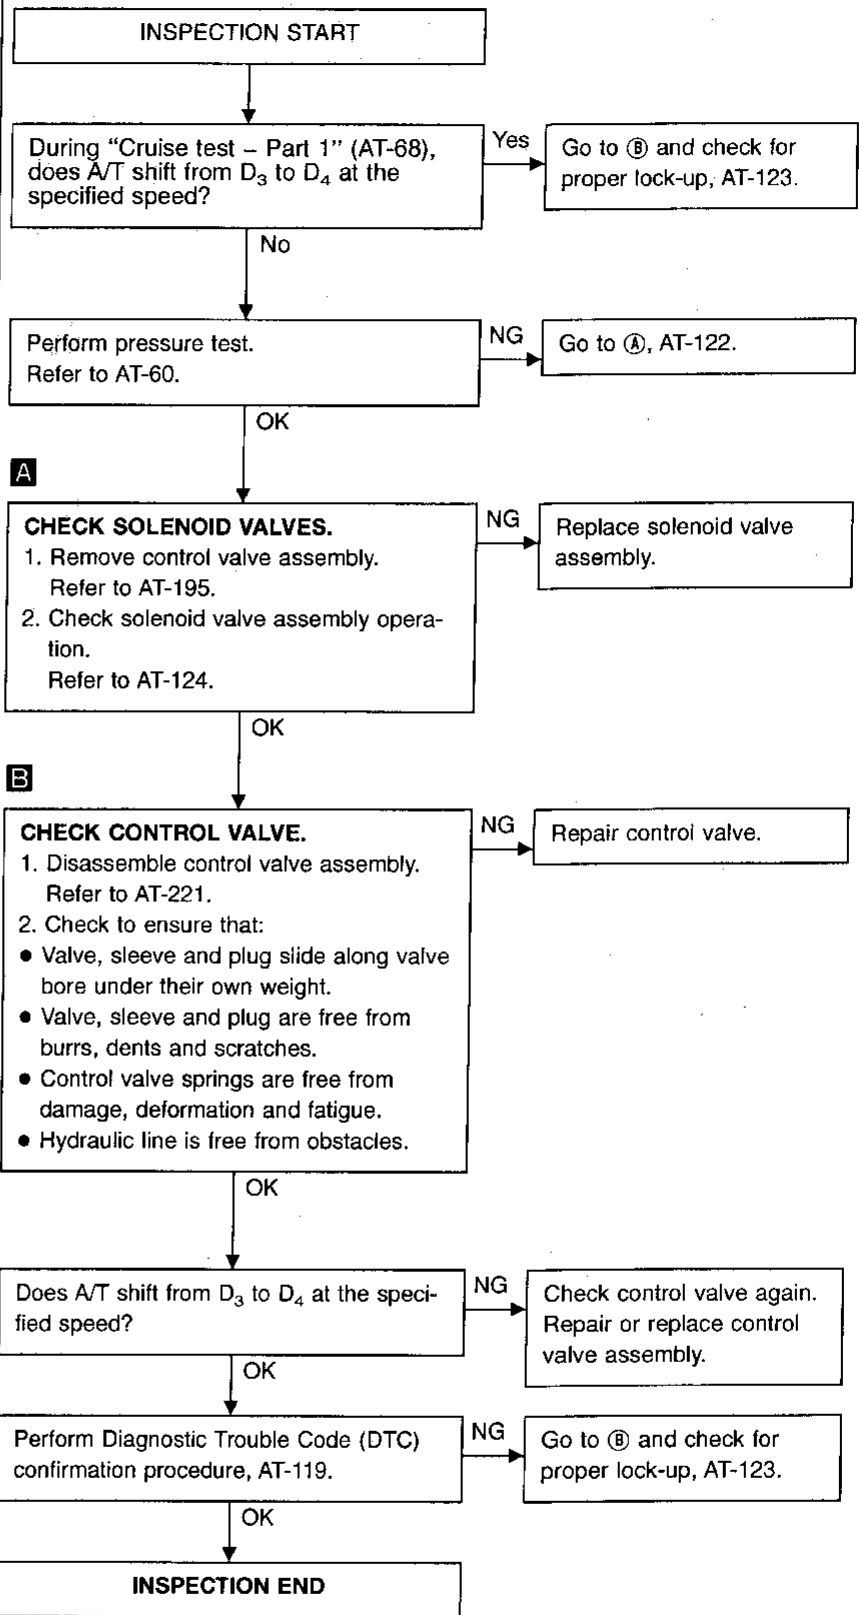 INSPECTION START
During “Cruise test – Part 1” (AT-68),
does A/T shift from D3 to D4 at the
specified speed?
Yes
Go to Ⓑ and check for
proper lock-up, AT-123.
No
Perform pressure test.
Refer to AT-60.
NG
Go to Ⓐ, AT-122.
OK
A
CHECK SOLENOID VALVES.
1. Remove control valve assembly.
Refer to AT-195.
2. Check solenoid valve assembly opera-
tion.
Refer to AT-124.
NG
Replace solenoid valve
assembly.
OK
B
CHECK CONTROL VALVE.
1. Disassemble control valve assembly.
Refer to AT-221.
2. Check to ensure that:
● Valve, sleeve and plug slide along valve
bore under their own weight.
● Valve, sleeve and plug are free from
burrs, dents and scratches.
● Control valve springs are free from
damage, deformation and fatigue.
● Hydraulic line is free from obstacles.
NG
Repair control valve.
OK
Does A/T shift from D3 to D4 at the speci-
fied speed?
NG
Check control valve again.
Repair or replace control
valve assembly.
OK
Perform Diagnostic Trouble Code (DTC)
confirmation procedure, AT-119.
NG
Go to Ⓑ and check for
proper lock-up, AT-123.
OK
INSPECTION END